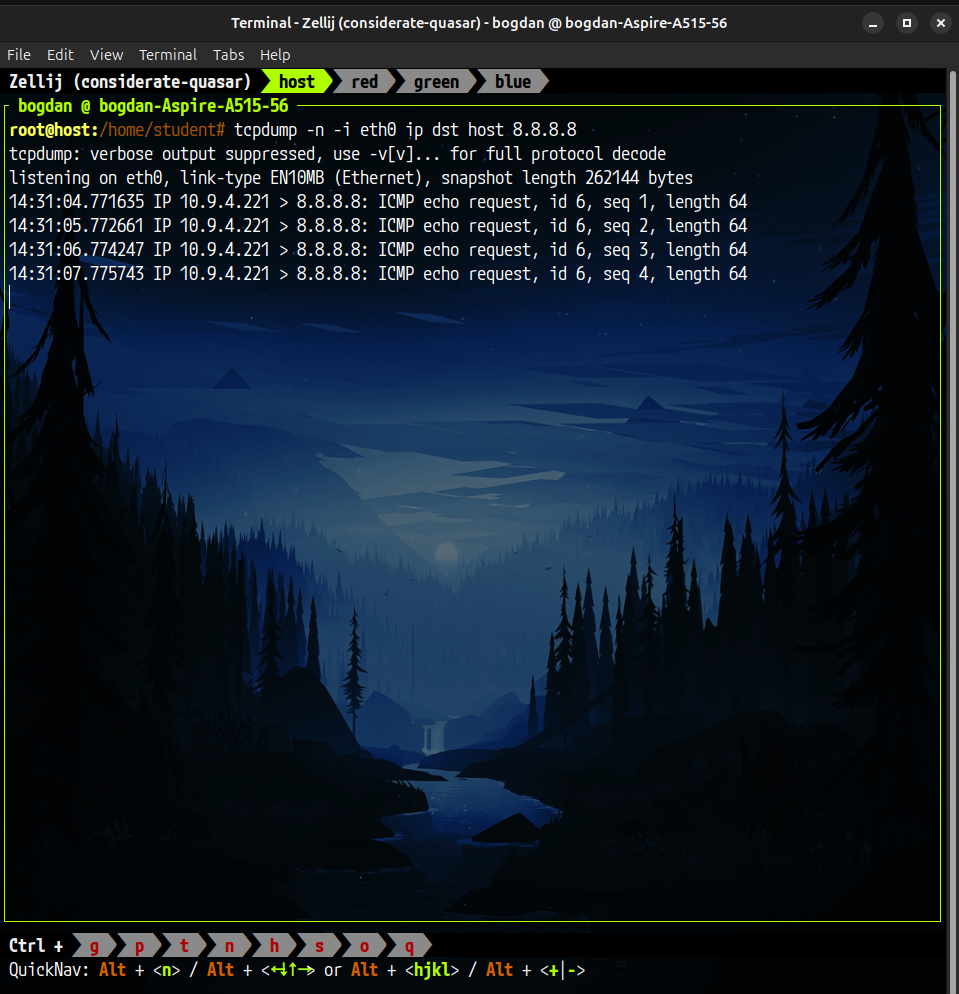 Terminal - Zellij (considerate-quasar) - bogdan @ bogdan-Aspire-A515-56
File Edit View Terminal Tabs Help
Zellij (considerate-quasar) host red green blue
bogdan @ bogdan-Aspire-A515-56
root@host:/home/student# tcpdump -n -i eth0 ip dst host 8.8.8.8
tcpdump: verbose output suppressed, use -v[v]... for full protocol decode
listening on eth0, link-type EN10MB (Ethernet), snapshot length 262144 bytes
14:31:04.771635 IP 10.9.4.221 > 8.8.8.8: ICMP echo request, id 6, seq 1, length 64
14:31:05.772661 IP 10.9.4.221 > 8.8.8.8: ICMP echo request, id 6, seq 2, length 64
14:31:06.774247 IP 10.9.4.221 > 8.8.8.8: ICMP echo request, id 6, seq 3, length 64
14:31:07.775743 IP 10.9.4.221 > 8.8.8.8: ICMP echo request, id 6, seq 4, length 64
Ctrl + g p t n h s o q
QuickNav: Alt + <n> / Alt + <←↓↑→> or Alt + <hjkl> / Alt + <+|->